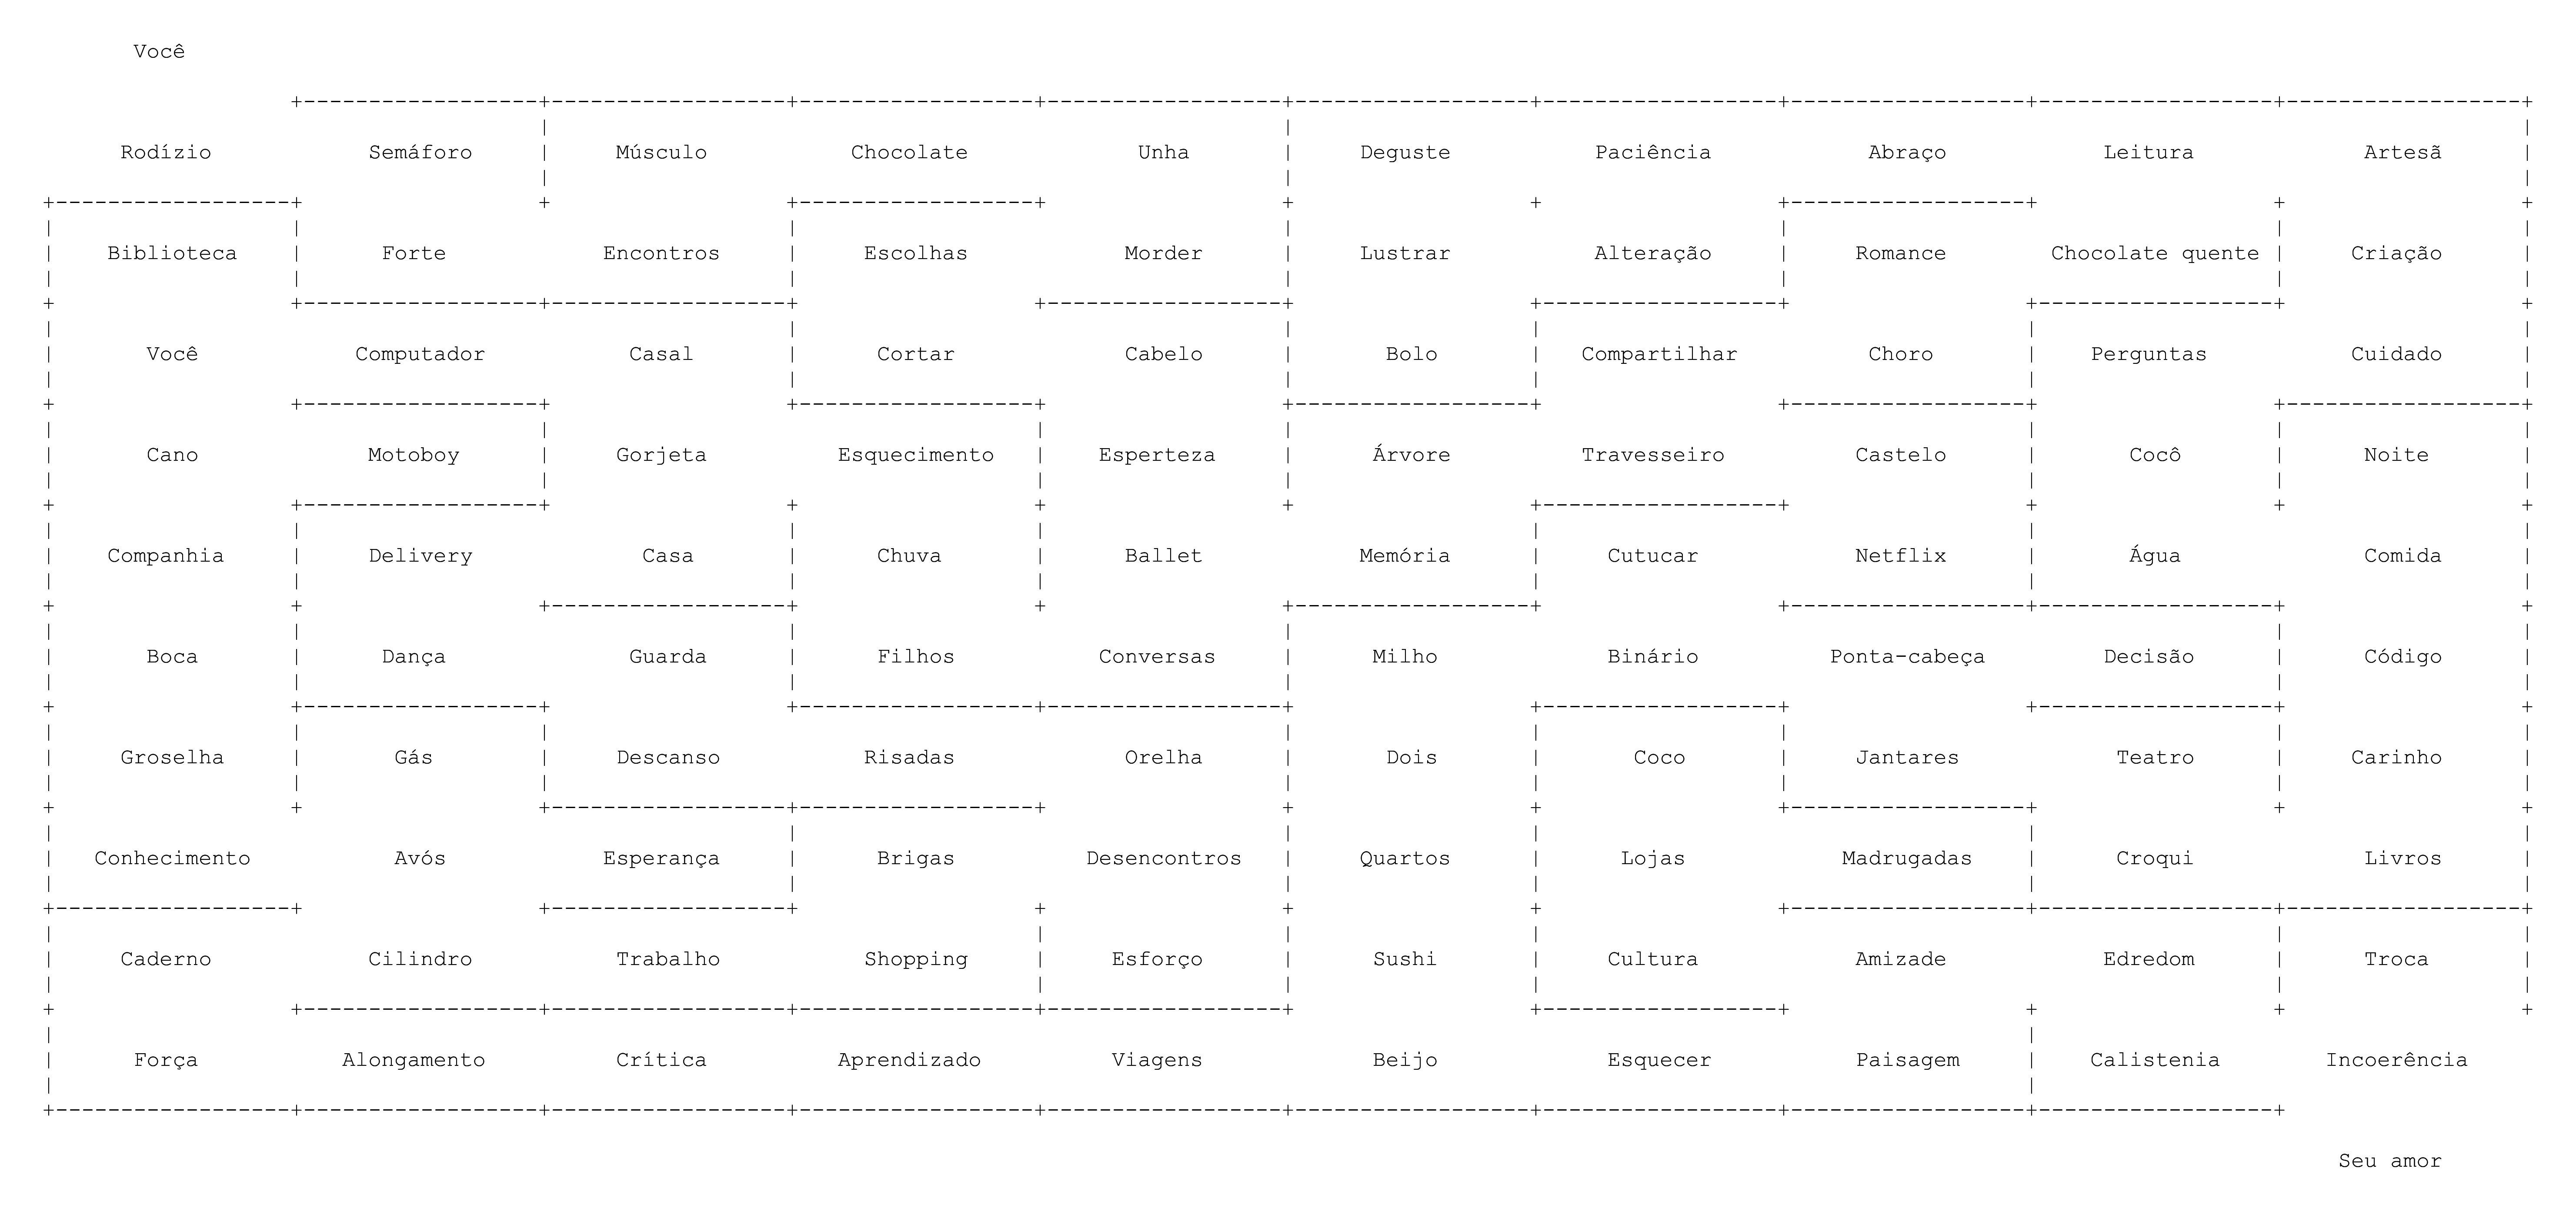 Você
Rodízio Semáforo Músculo Chocolate Unha Deguste Paciência Abraço Leitura Artesã
Biblioteca Forte Encontros Escolhas Morder Lustrar Alteração Romance Chocolate quente Criação
Você Computador Casal Cortar Cabelo Bolo Compartilhar Choro Perguntas Cuidado
Cano Motoboy Gorjeta Esquecimento Esperteza Árvore Travesseiro Castelo Cocô Noite
Companhia Delivery Casa Chuva Ballet Memória Cutucar Netflix Água Comida
Boca Dança Guarda Filhos Conversas Milho Binário Ponta-cabeça Decisão Código
Groselha Gás Descanso Risadas Orelha Dois Coco Jantares Teatro Carinho
Conhecimento Avós Esperança Brigas Desencontros Quartos Lojas Madrugadas Croqui Livros
Caderno Cilindro Trabalho Shopping Esforço Sushi Cultura Amizade Edredom Troca
Força Alongamento Crítica Aprendizado Viagens Beijo Esquecer Paisagem Calistenia Incoerência
Seu amor